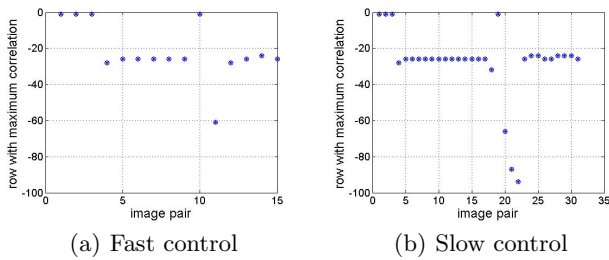 row with maximum correlation
0
-20
-40
-60
-80
-100
0 5 10 15
image pair
(a) Fast control
row with maximum correlation
0
-20
-40
-60
-80
-100
0 5 10 15 20 25 30 35
image pair
(b) Slow control